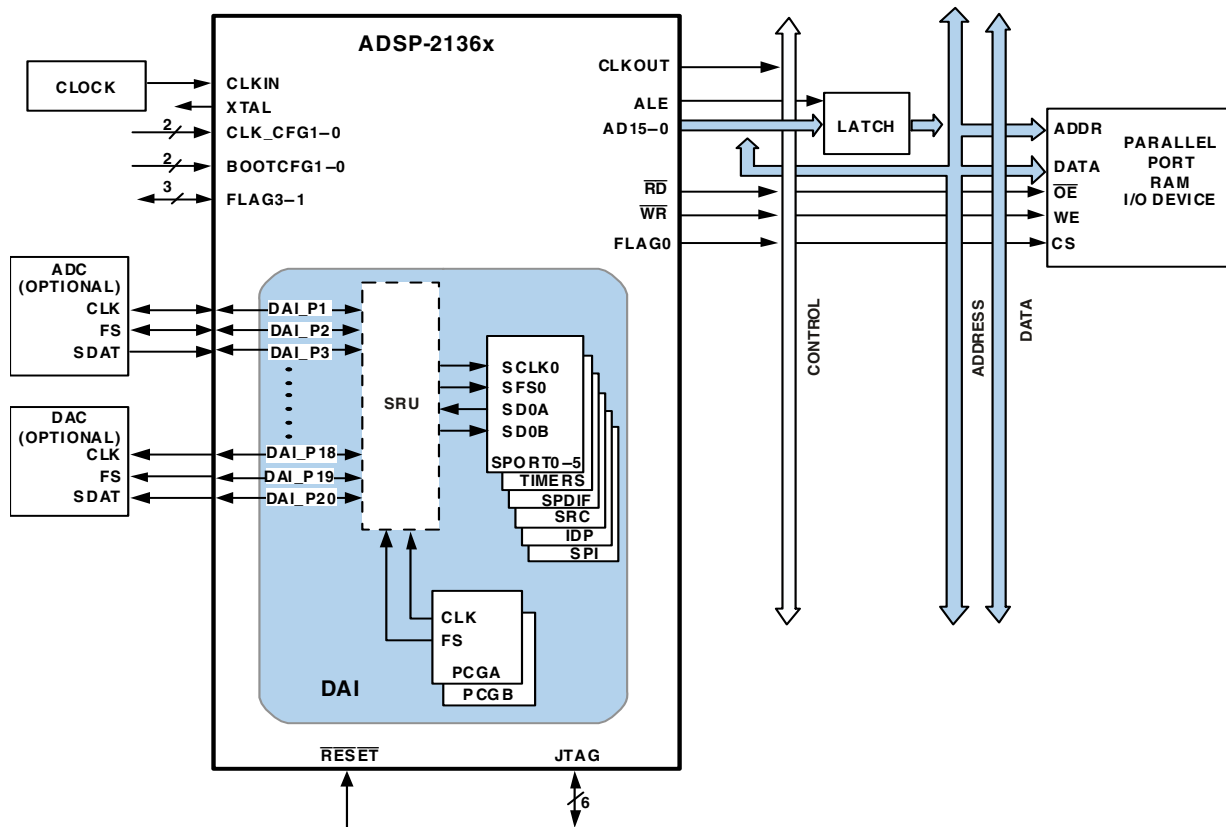 ADSP-2136x
CLOCK
CLKIN
XTAL
2
CLK_CFG1–0
2
BOOTCFG1–0
3
FLAG3–1
CLKOUT
ALE
AD15–0
RD
WR
FLAG0
LATCH
ADDR
DATA
OE
WE
CS
PARALLEL
PORT
RAM
I/O DEVICE
CONTROL
ADDRESS
DATA
ADC
(OPTIONAL)
CLK
FS
SDAT
DAC
(OPTIONAL)
CLK
FS
SDAT
DAI_P1
DAI_P2
DAI_P3
DAI_P18
DAI_P19
DAI_P20
SRU
SCLK0
SFS0
SD0A
SD0B
SPORT0–5
TIMERS
SPDIF
SRC
IDP
SPI
CLK
FS
PCGA
PCGB
DAI
RESET
JTAG
6